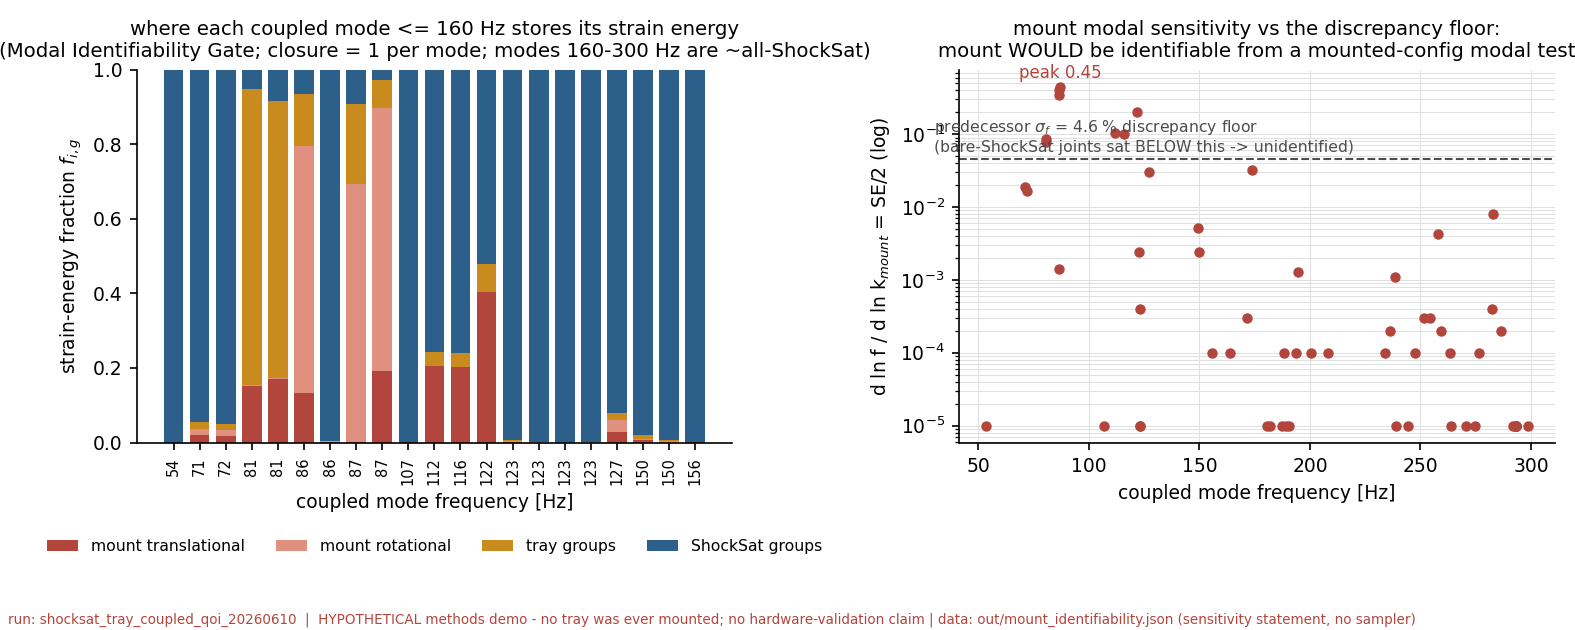 where each coupled mode <= 160 Hz stores its strain energy
(Modal Identifiability Gate; closure = 1 per mode; modes 160-300 Hz are ~all-ShockSat)
strain-energy fraction f_{i,g}
1.0
0.8
0.6
0.4
0.2
0.0
54 71 72 81 81 86 86 87 87 107 112 116 122 123 123 123 123 127 150 150 156
coupled mode frequency [Hz]
mount translational mount rotational tray groups ShockSat groups
mount modal sensitivity vs the discrepancy floor:
mount WOULD be identifiable from a mounted-config modal test
peak 0.45
predecessor σ_f = 4.6 % discrepancy floor
(bare-ShockSat joints sat BELOW this -> unidentified)
d ln f / d ln k_{mount} = SE/2 (log)
10⁻¹
10⁻²
10⁻³
10⁻⁴
10⁻⁵
50 100 150 200 250 300
coupled mode frequency [Hz]
run: shocksat_tray_coupled_qoi_20260610 | HYPOTHETICAL methods demo - no tray was ever mounted; no hardware-validation claim | data: out/mount_identifiability.json (sensitivity statement, no sampler)